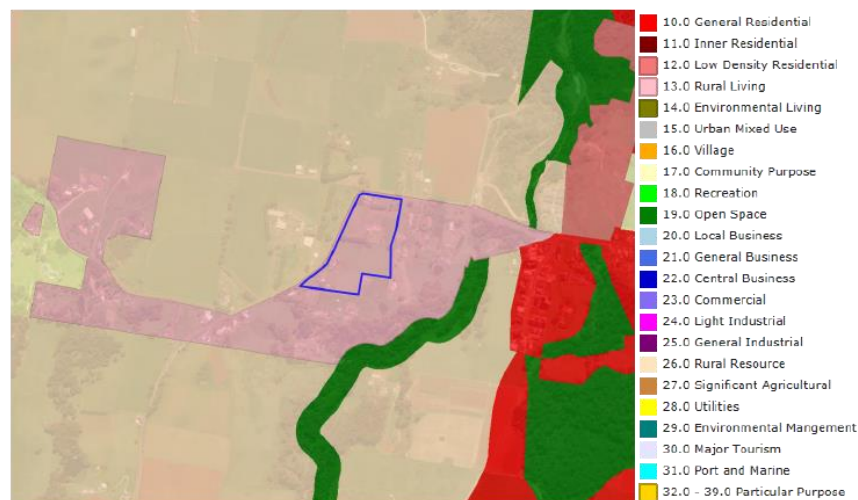 10.0 General Residential
11.0 Inner Residential
12.0 Low Density Residential
13.0 Rural Living
14.0 Environmental Living
15.0 Urban Mixed Use
16.0 Village
17.0 Community Purpose
18.0 Recreation
19.0 Open Space
20.0 Local Business
21.0 General Business
22.0 Central Business
23.0 Commercial
24.0 Light Industrial
25.0 General Industrial
26.0 Rural Resource
27.0 Significant Agricultural
28.0 Utilities
29.0 Environmental Mangement
30.0 Major Tourism
31.0 Port and Marine
32.0 - 39.0 Particular Purpose